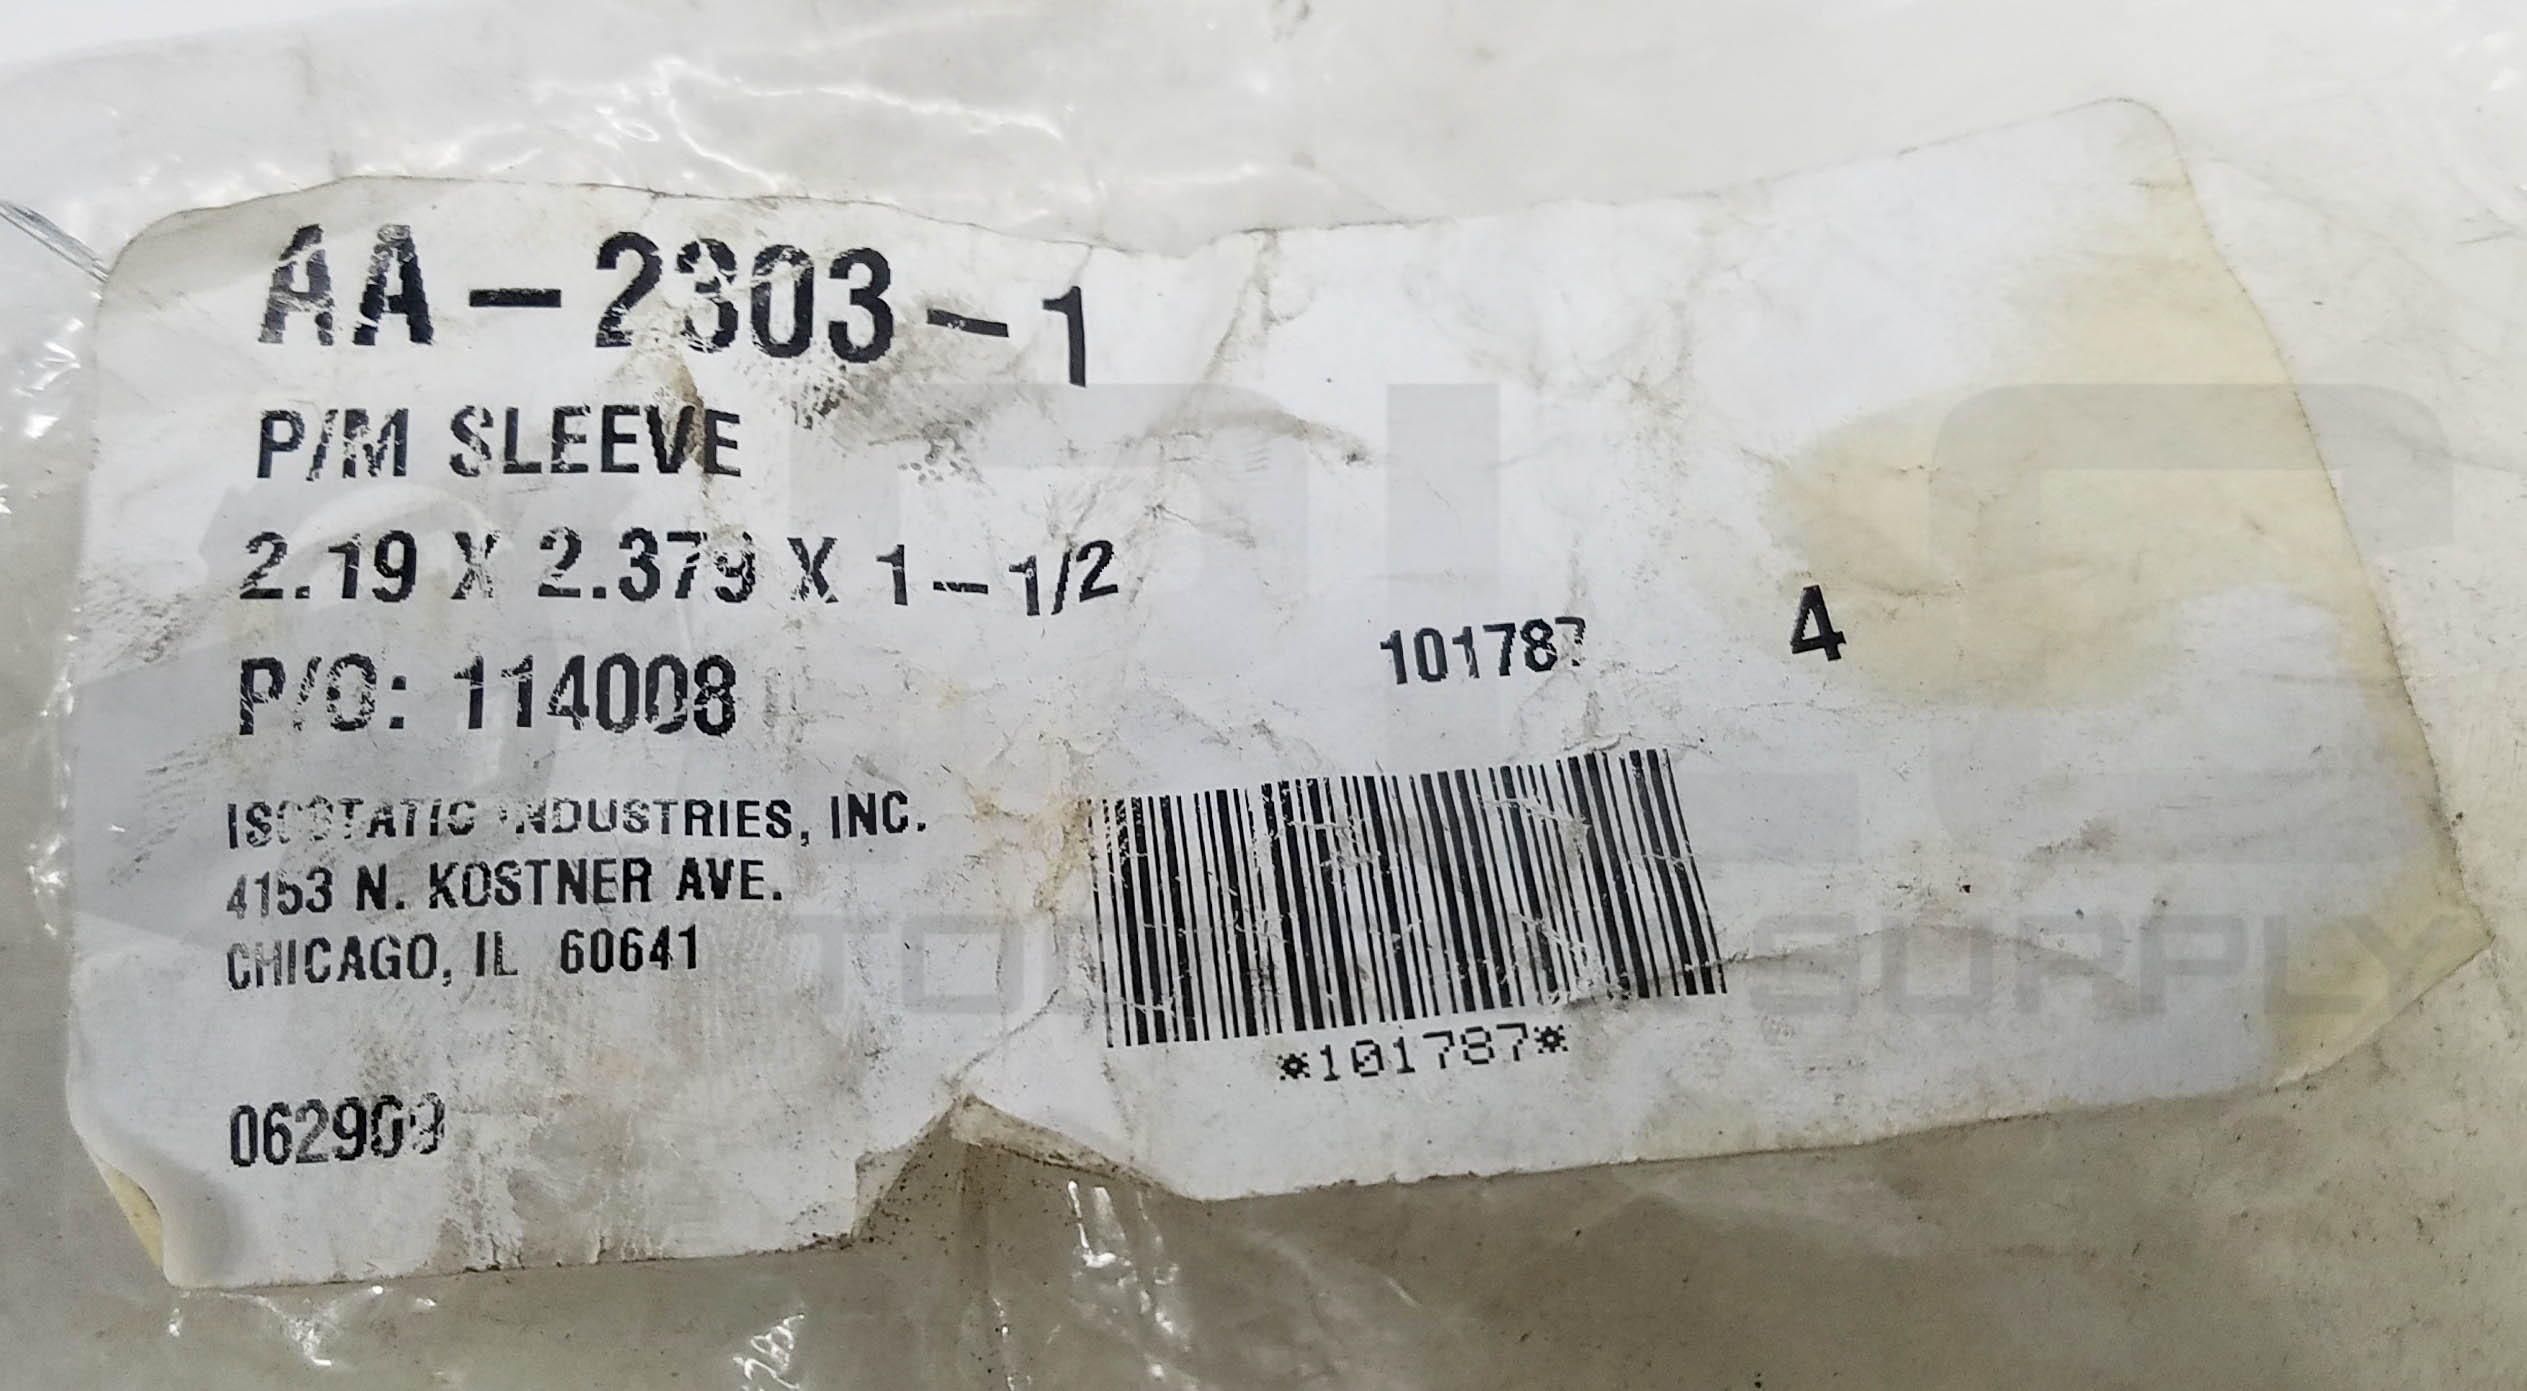 AA-2303-1
P/M SLEEVE
2.19 X 2.379 X 1-1/2
P/O: 114008
101787 4
ISOSTATIC INDUSTRIES, INC.
4153 N. KOSTNER AVE.
CHICAGO, IL 60641
*101787*
062909
SUPPLY